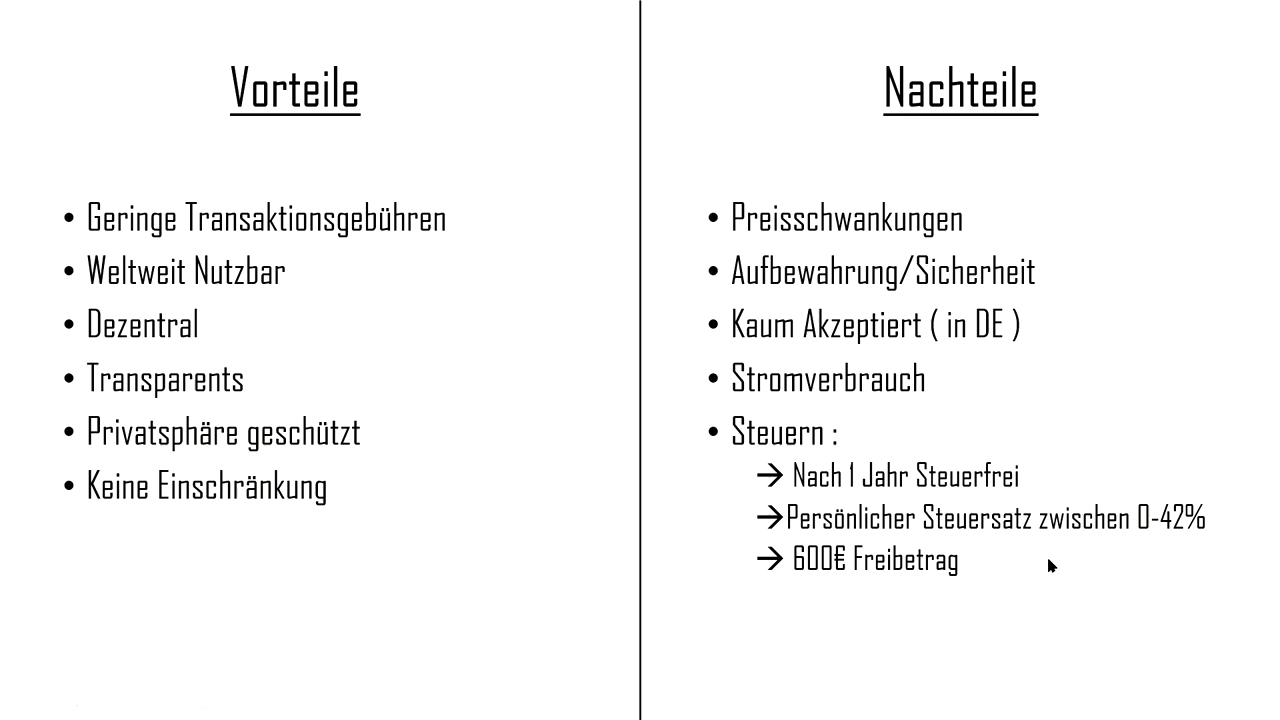 Vorteile
• Geringe Transaktionsgebühren
• Weltweit Nutzbar
• Dezentral
• Transparents
• Privatsphäre geschützt
• Keine Einschränkung
Nachteile
• Preisschwankungen
• Aufbewahrung/Sicherheit
• Kaum Akzeptiert ( in DE )
• Stromverbrauch
• Steuern :
→ Nach 1 Jahr Steuerfrei
→Persönlicher Steuersatz zwischen 0-42%
→ 600€ Freibetrag